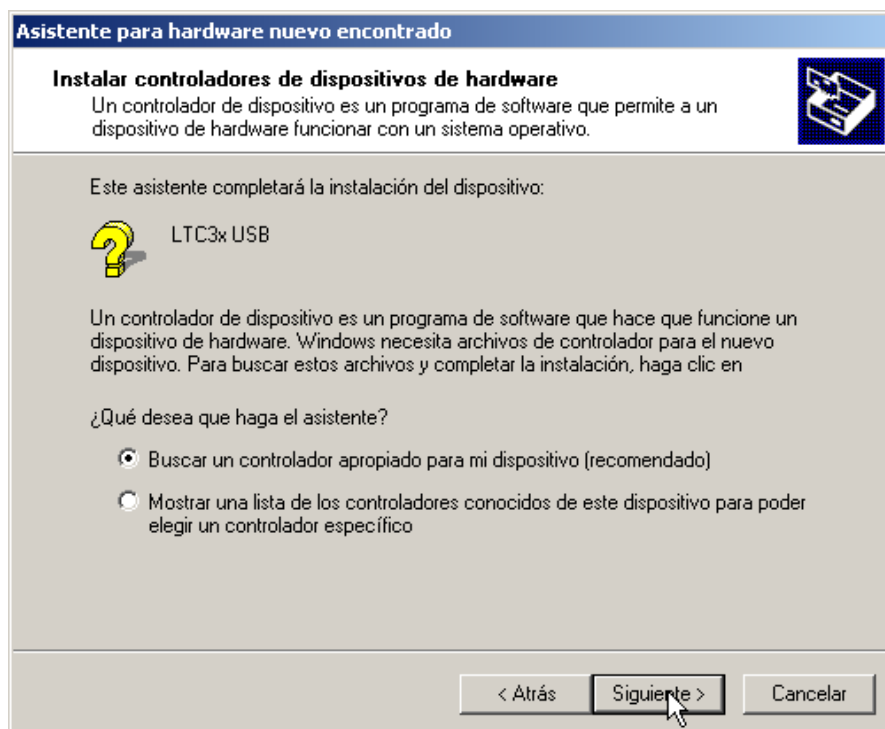 Asistente para hardware nuevo encontrado
Instalar controladores de dispositivos de hardware
Un controlador de dispositivo es un programa de software que permite a un
dispositivo de hardware funcionar con un sistema operativo.
Este asistente completará la instalación del dispositivo:
LTC3x USB
Un controlador de dispositivo es un programa de software que hace que funcione un
dispositivo de hardware. Windows necesita archivos de controlador para el nuevo
dispositivo. Para buscar estos archivos y completar la instalación, haga clic en
¿Qué desea que haga el asistente?
Buscar un controlador apropiado para mi dispositivo (recomendado)
Mostrar una lista de los controladores conocidos de este dispositivo para poder
elegir un controlador específico
< Atrás
Siguiente >
Cancelar